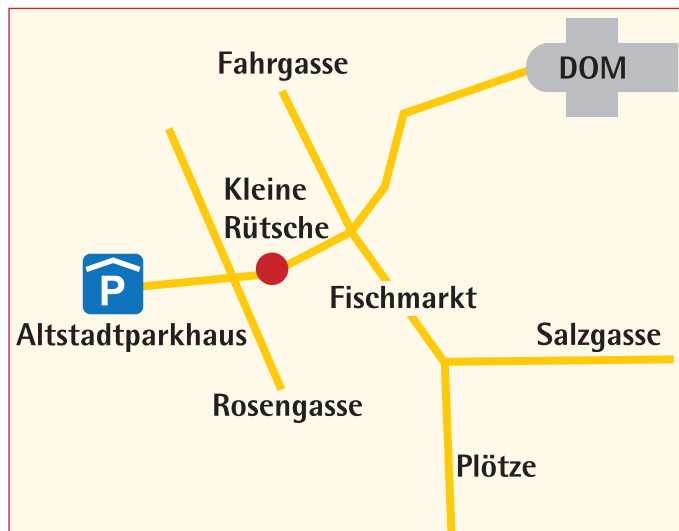 DOM
Fahrgasse
Kleine
Rütsche
P
Fischmarkt
Altstadtparkhaus
Salzgasse
Rosengasse
Plötze